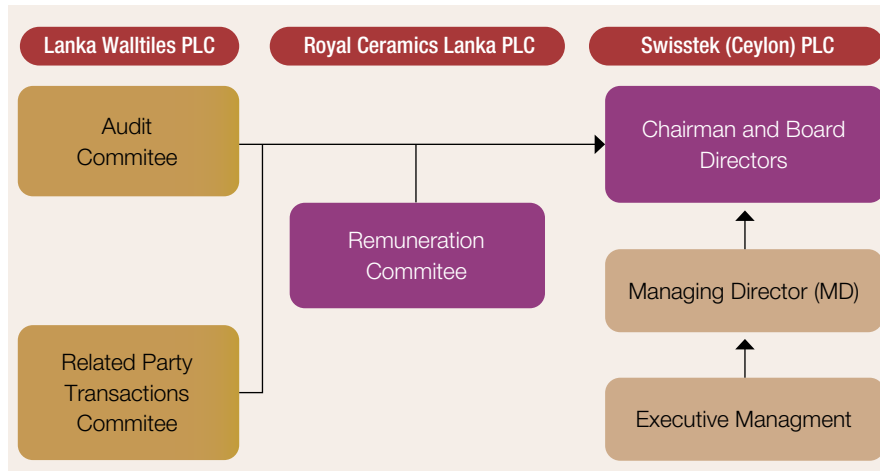 Lanka Walltiles PLC
Royal Ceramics Lanka PLC
Swisstek (Ceylon) PLC
Audit
Commitee
Chairman and Board
Directors
Remuneration
Commitee
Managing Director (MD)
Related Party
Transactions
Commitee
Executive Managment